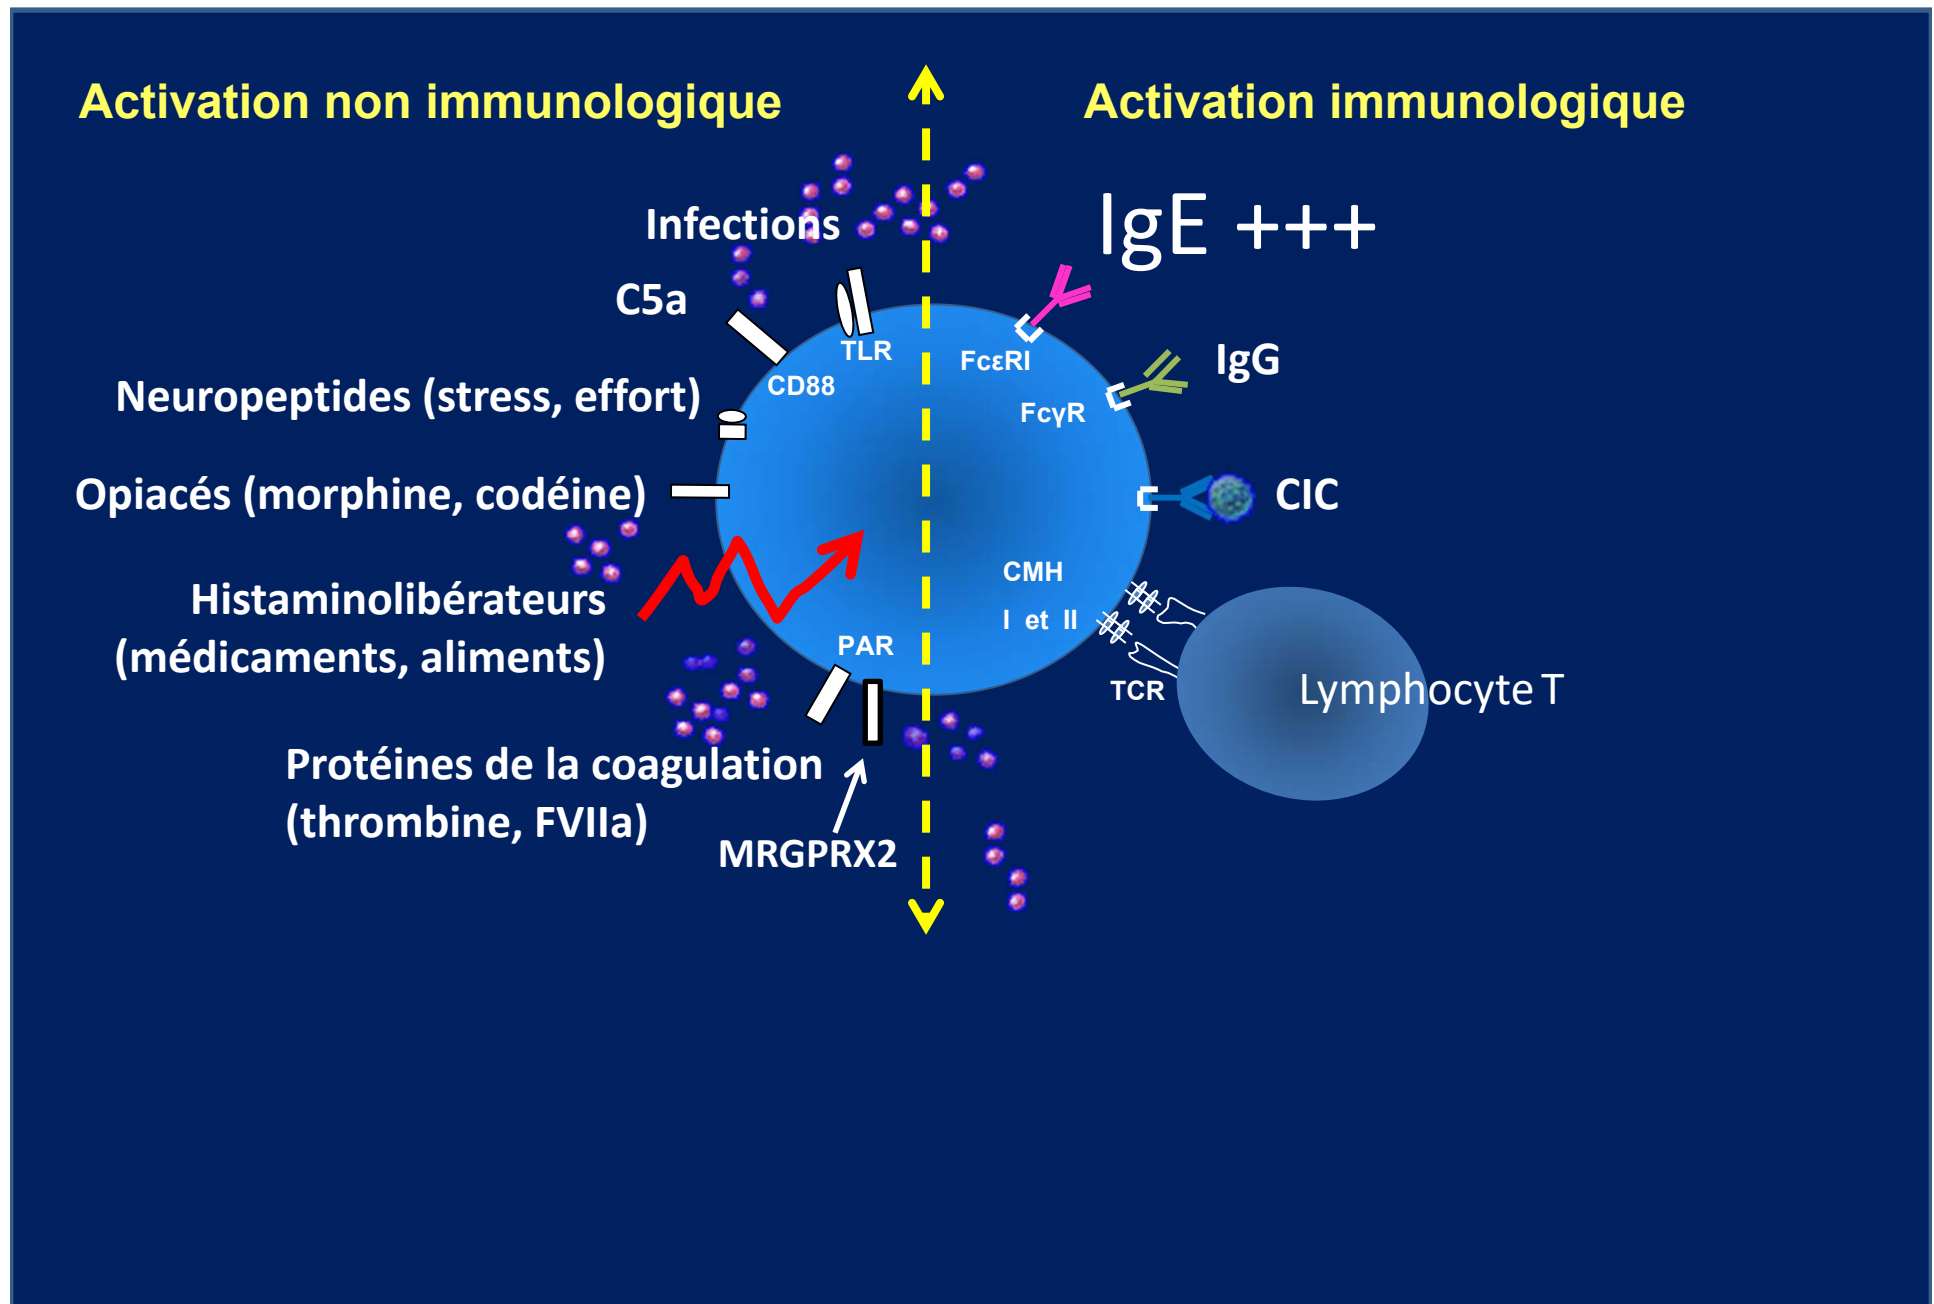 Activation non immunologique
Activation immunologique
Infections
IgE +++
C5a
TLR
FcεRI
IgG
CD88
Neuropeptides (stress, effort)
FcγR
Opiacés (morphine, codéine)
CIC
Histaminolibérateurs
(médicaments, aliments)
CMH
I et II
PAR
TCR
Lymphocyte T
Protéines de la coagulation
(thrombine, FVIIa)
MRGPRX2